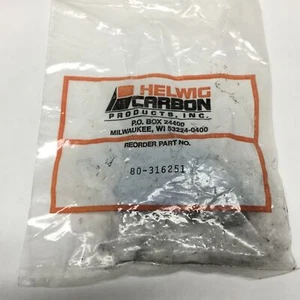 HELWIG
CARBON
PRODUCTS, INC.
P.O. BOX 24400
MILWAUKEE, WI 53224-0400
REORDER PART NO.
80-316251